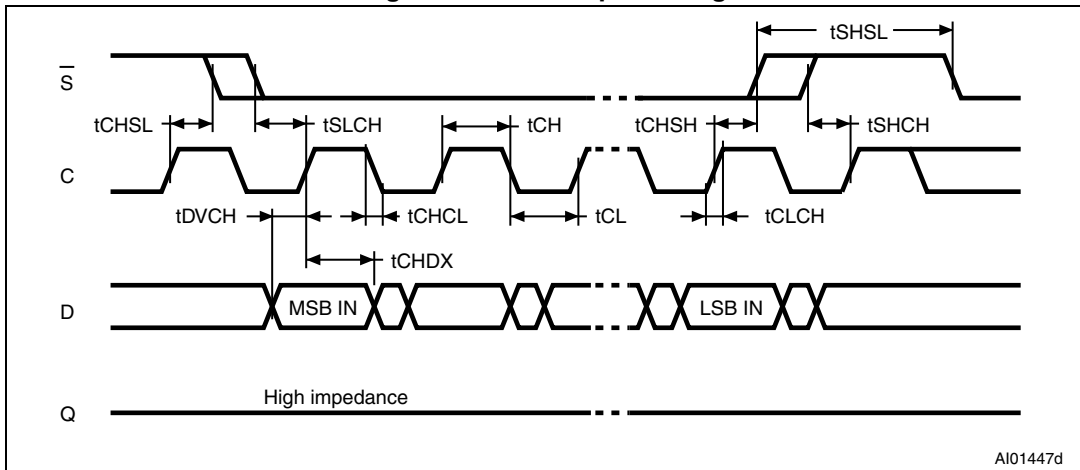 tSHSL
S̅
tCHSL tSLCH tCH tCHSH tSHCH
C
tDVCH tCHCL tCL tCLCH
tCHDX
D MSB IN LSB IN
High impedance
Q
AI01447d